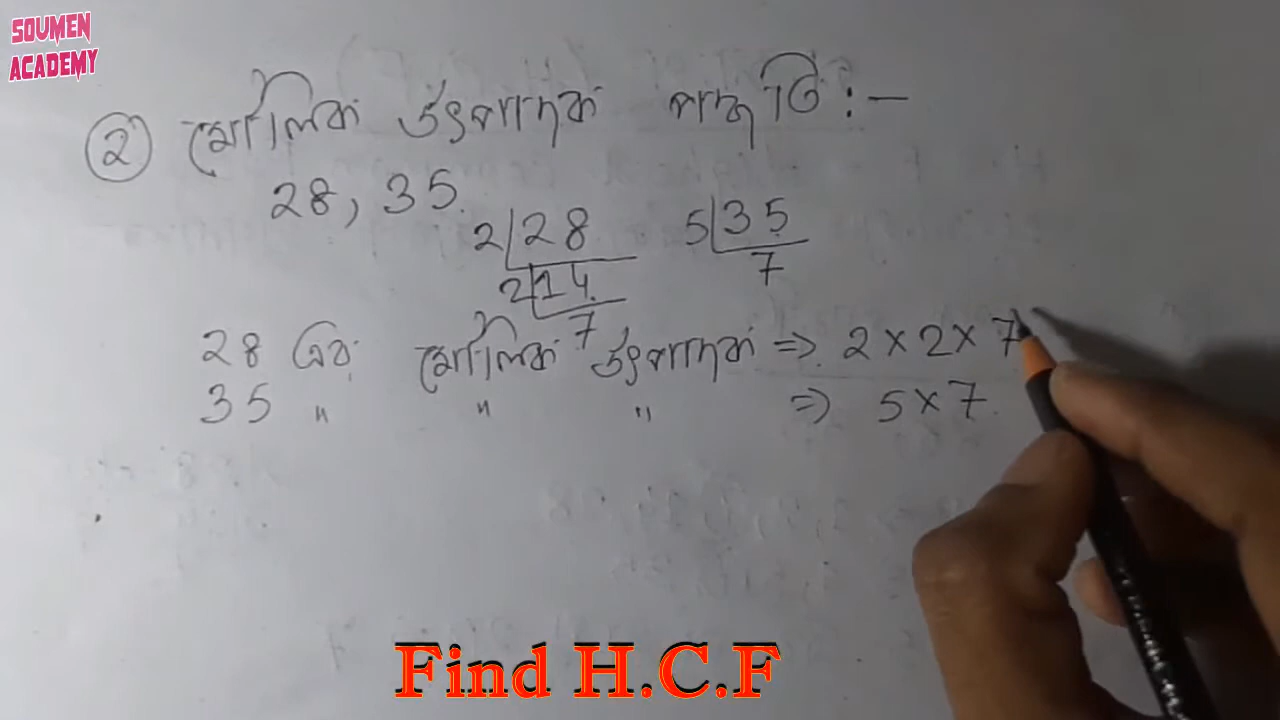 SOUMEN
ACADEMY
২ মৌলিক উৎপাদক পদ্ধতি :-
28, 35.
2 28 5 35
2 14 7
7
28 এর মৌলিক উৎপাদক => 2 × 2 × 7
35 " " " => 5 × 7.
Find H.C.F